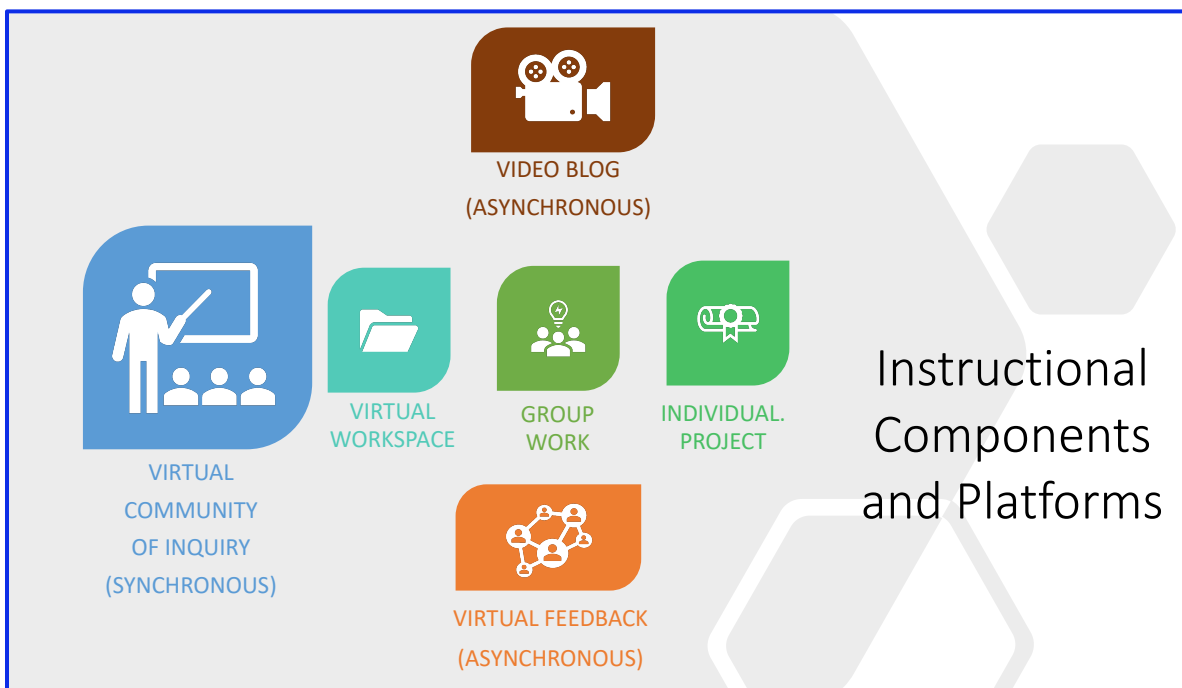 VIDEO BLOG
(ASYNCHRONOUS)
VIRTUAL
COMMUNITY
OF INQUIRY
(SYNCHRONOUS)
VIRTUAL
WORKSPACE
GROUP
WORK
INDIVIDUAL.
PROJECT
VIRTUAL FEEDBACK
(ASYNCHRONOUS)
Instructional
Components
and Platforms